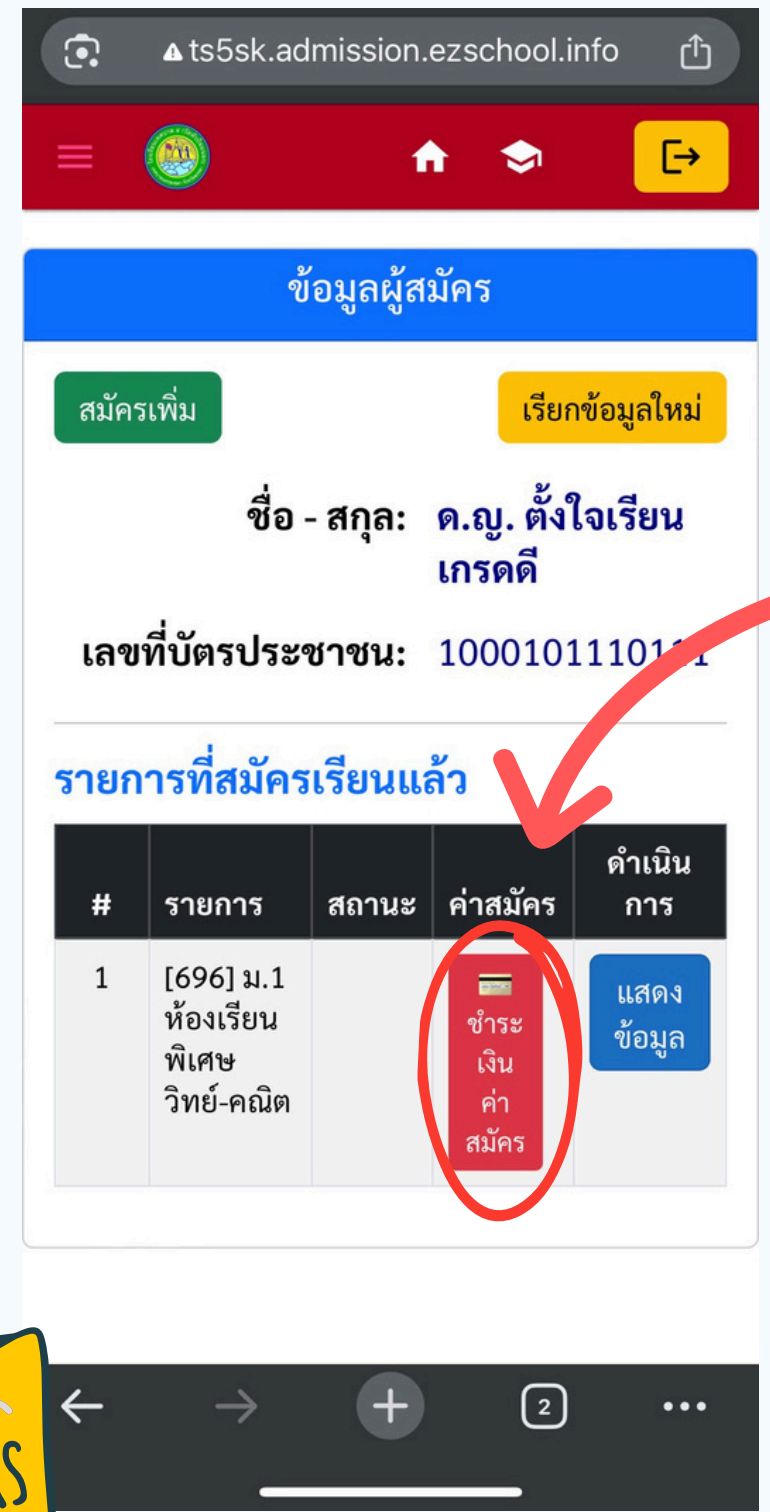 ts5sk.admission.ezschool.info
ข้อมูลผู้สมัคร
สมัครเพิ่ม
เรียกข้อมูลใหม่
ชื่อ - สกุล: ด.ญ. ตั้งใจเรียน
เกรดดี
เลขที่บัตรประชาชน: 1000101110111
รายการที่สมัครเรียนแล้ว
# รายการ สถานะ ค่าสมัคร ดำเนิน
การ
1 [696] ม.1
ห้องเรียน
พิเศษ
วิทย์-คณิต
ชำระ
เงิน
ค่า
สมัคร
แสดง
ข้อมูล
2